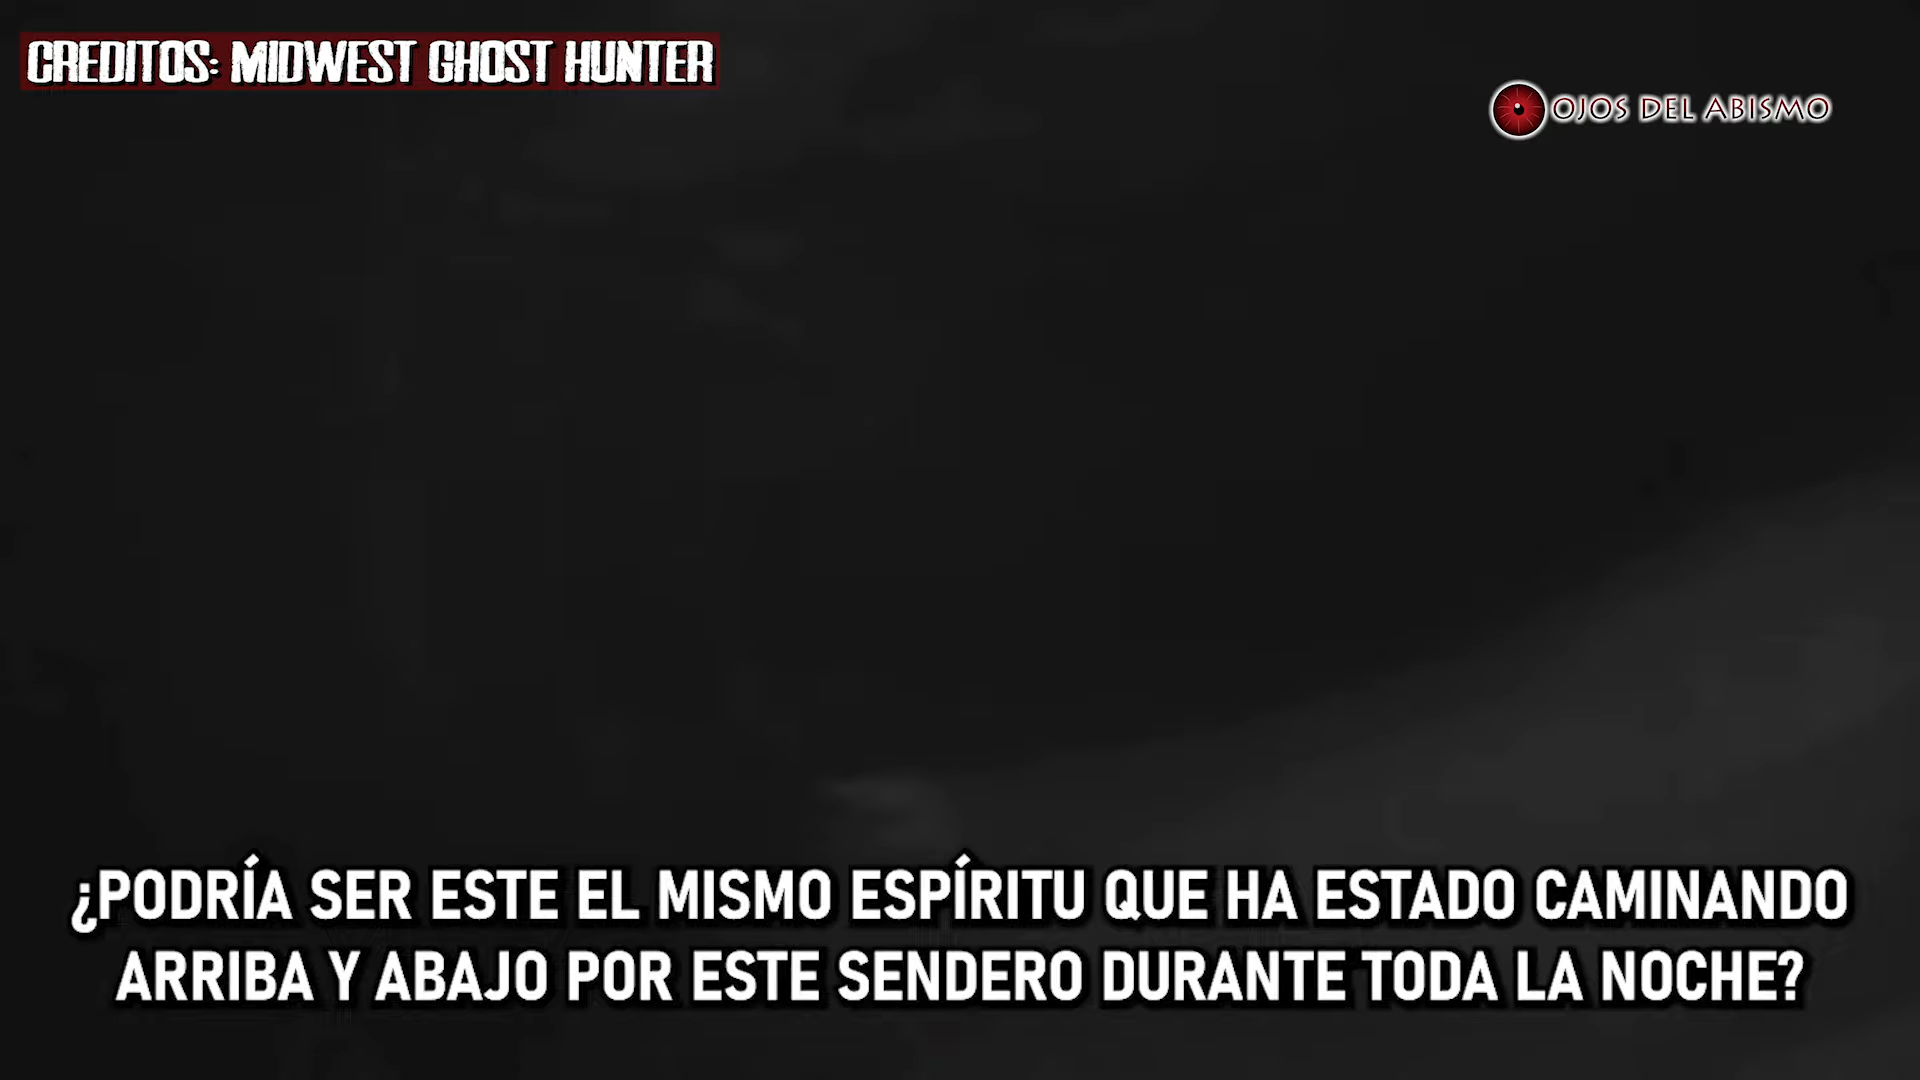 CREDITOS: MIDWEST GHOST HUNTER
OJOS DEL ABISMO
¿PODRÍA SER ESTE EL MISMO ESPÍRITU QUE HA ESTADO CAMINANDO
ARRIBA Y ABAJO POR ESTE SENDERO DURANTE TODA LA NOCHE?